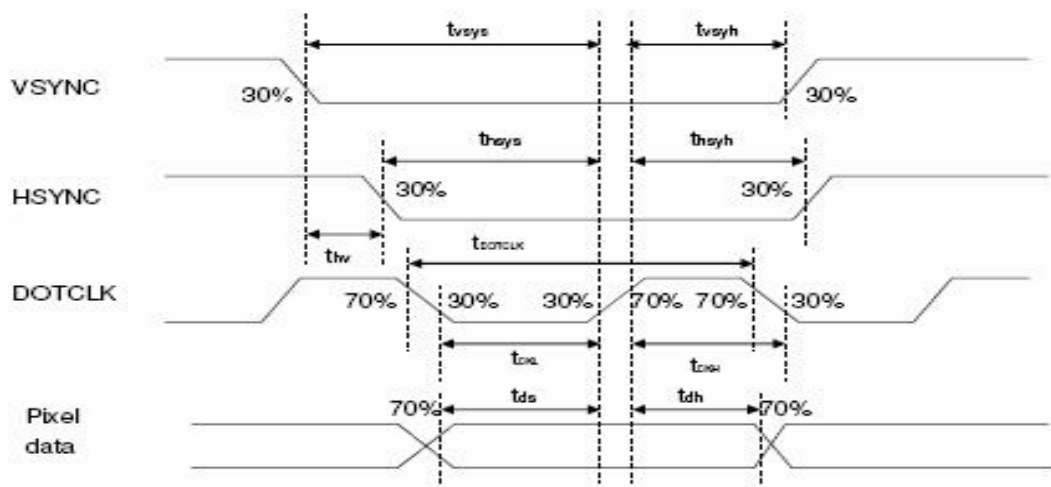 tvsys tvsyh
VSYNC 30% 30%
thsys thsyh
HSYNC 30% 30%
thv tDOTCLK
DOTCLK 70% 30% 30% 70% 70% 30%
tCKL tCKH
tds tdh
70% 70%
Pixel
data